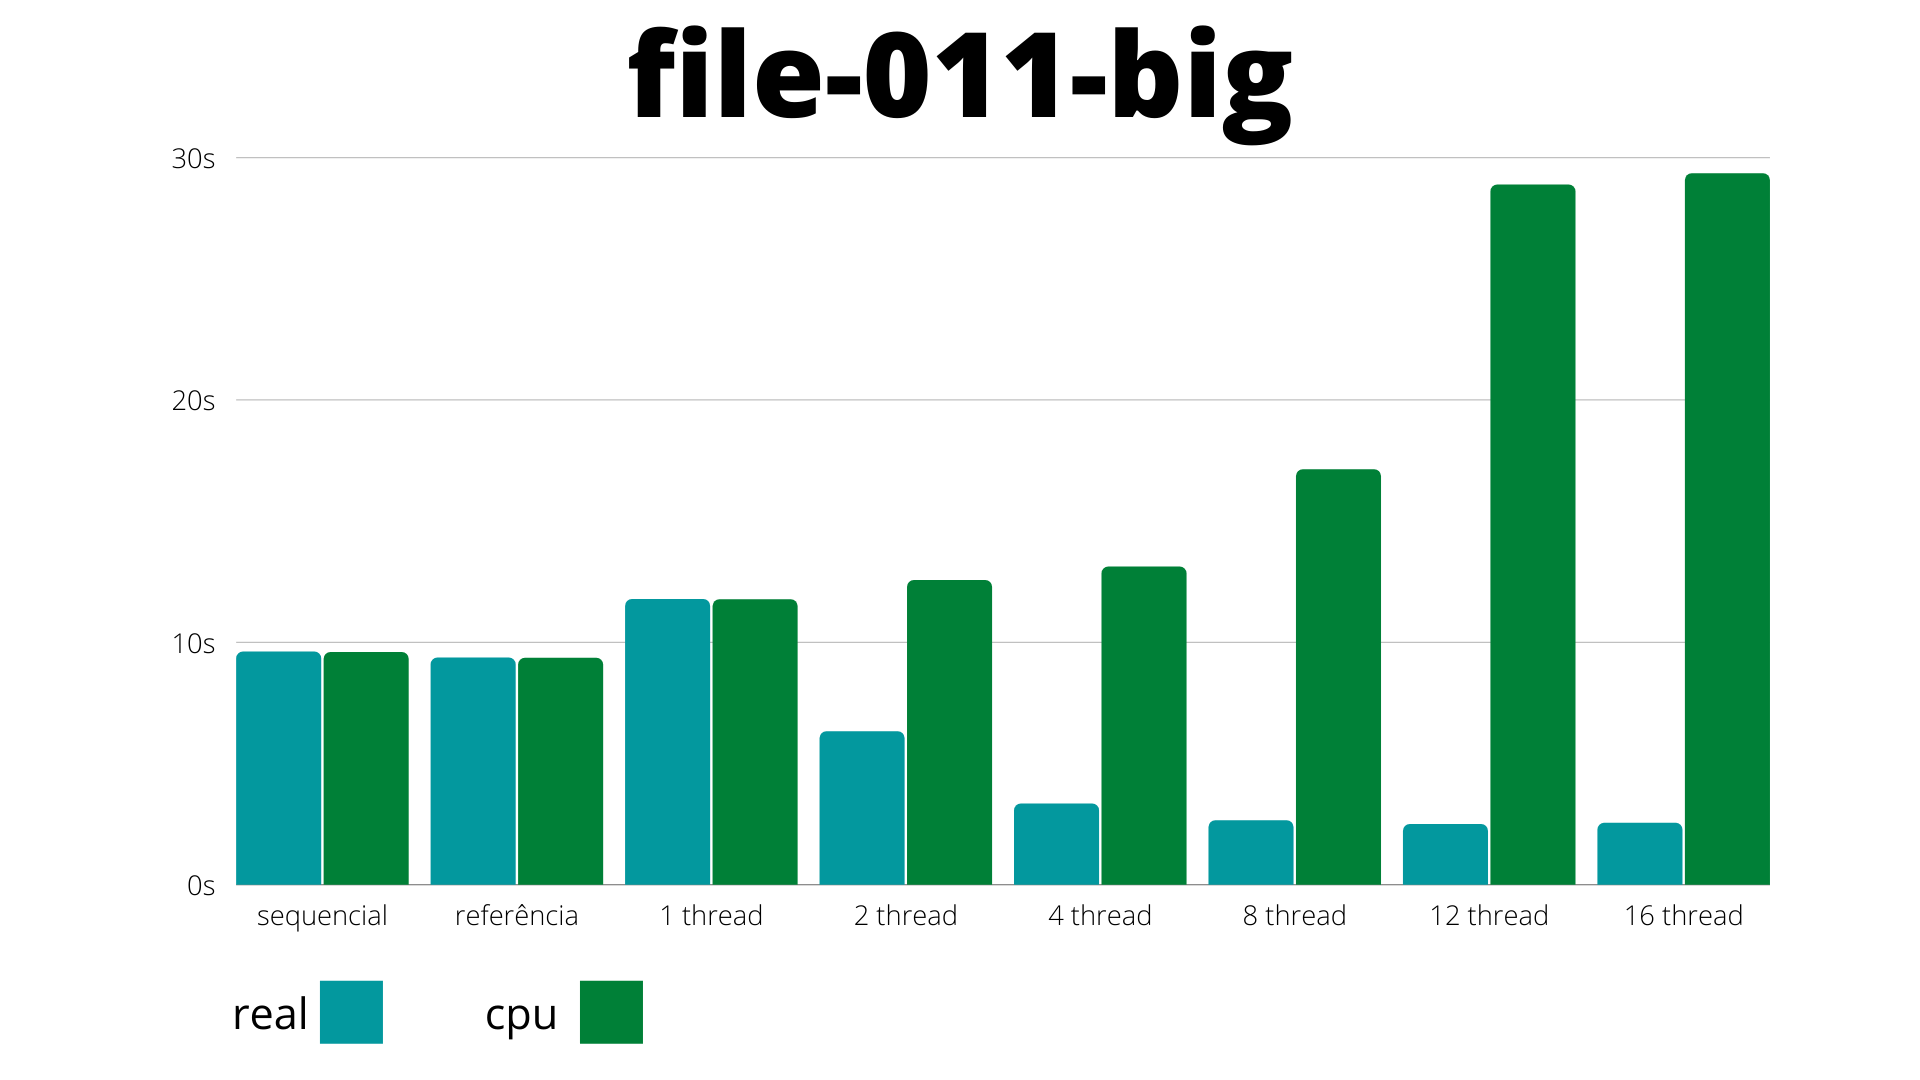 file-011-big
30s
20s
10s
0s
sequencial referência 1 thread 2 thread 4 thread 8 thread 12 thread 16 thread
real cpu